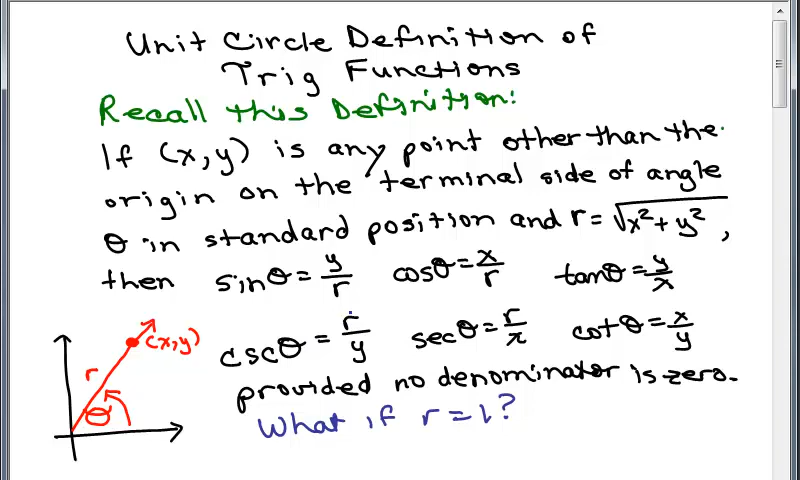 Unit Circle Definition of
Trig Functions
Recall this Definition:
If (x,y) is any point other than the
origin on the terminal side of angle
θ in standard position and r = √x² + y² ,
then sinθ = y/r cosθ = x/r tanθ = y/x
cscθ = r/y secθ = r/x cotθ = x/y
provided no denominator is zero.
What if r = 1?
(x,y)
r
θ